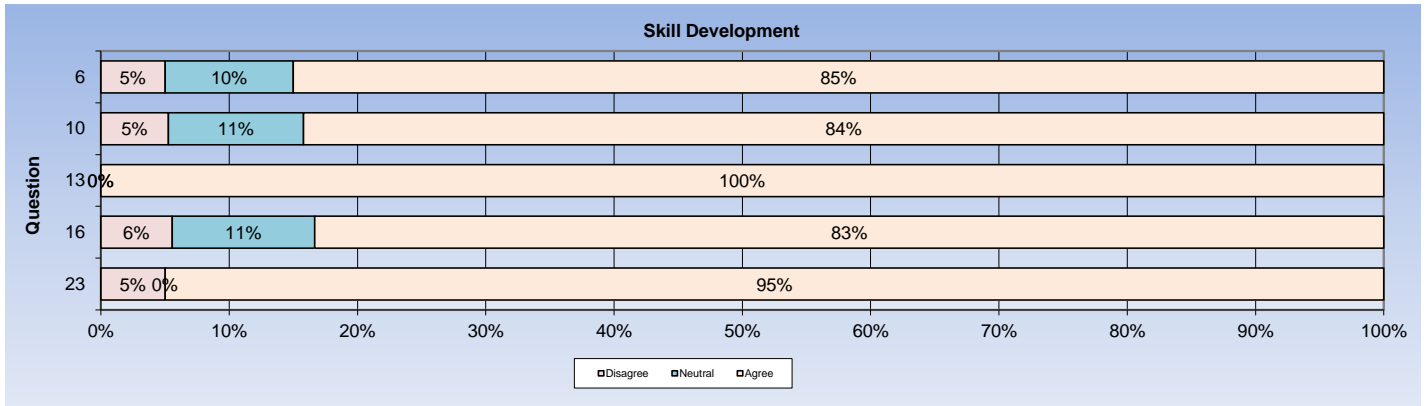 Skill Development
6 5% 10% 85%
10 5% 11% 84%
13 0% 100%
Question
16 6% 11% 83%
23 5% 0% 95%
0% 10% 20% 30% 40% 50% 60% 70% 80% 90% 100%
Disagree Neutral Agree